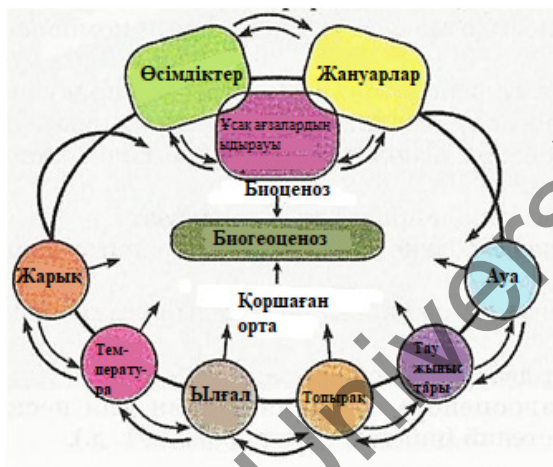 Өсімдіктер
Жануарлар
Ұсақ ағзалардың
ыдырауы
Биоценоз
Биогеоценоз
Жарық
Ауа
Қоршаған
орта
Тем-
перату-
ра
Ылғал
Топырақ
Тау
жыныс
тары
Univers